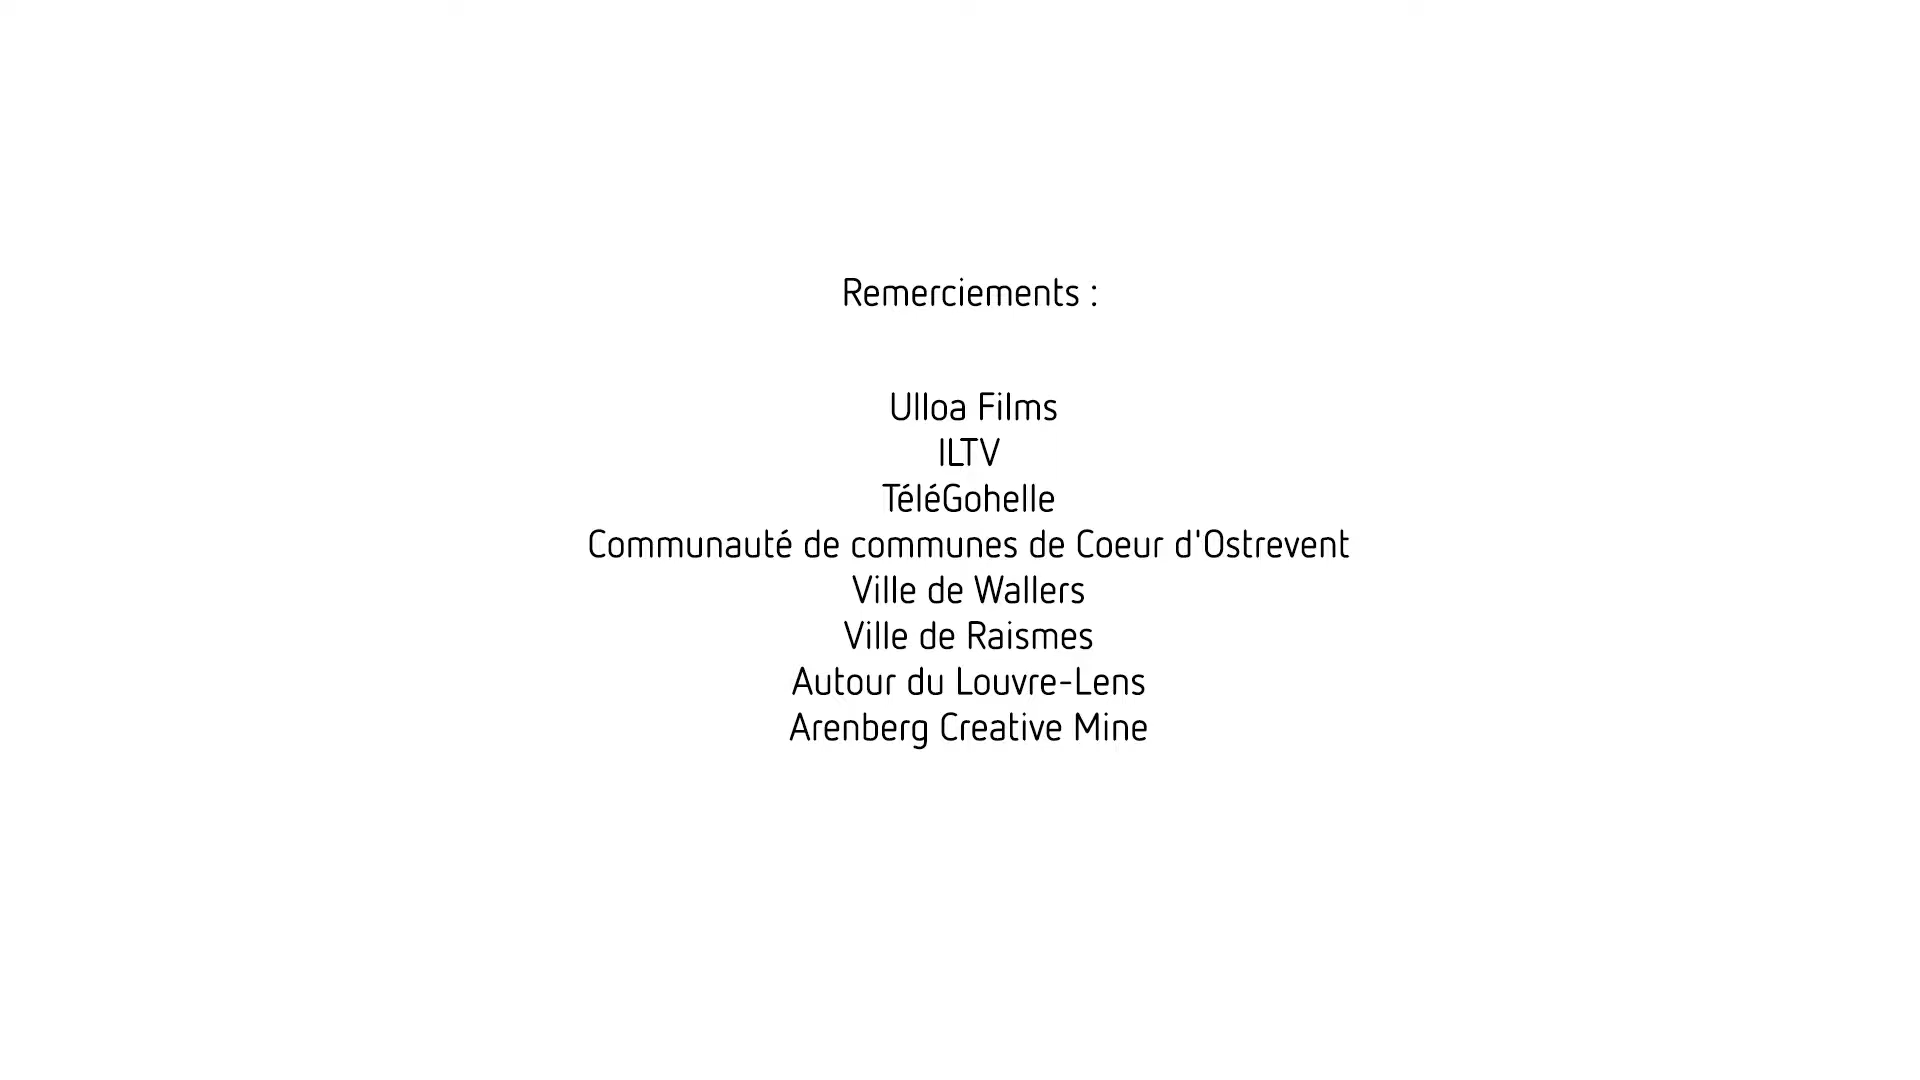 Remerciements :
Ulloa Films
ILTV
TéléGohelle
Communauté de communes de Coeur d'Ostrevent
Ville de Wallers
Ville de Raismes
Autour du Louvre-Lens
Arenberg Creative Mine